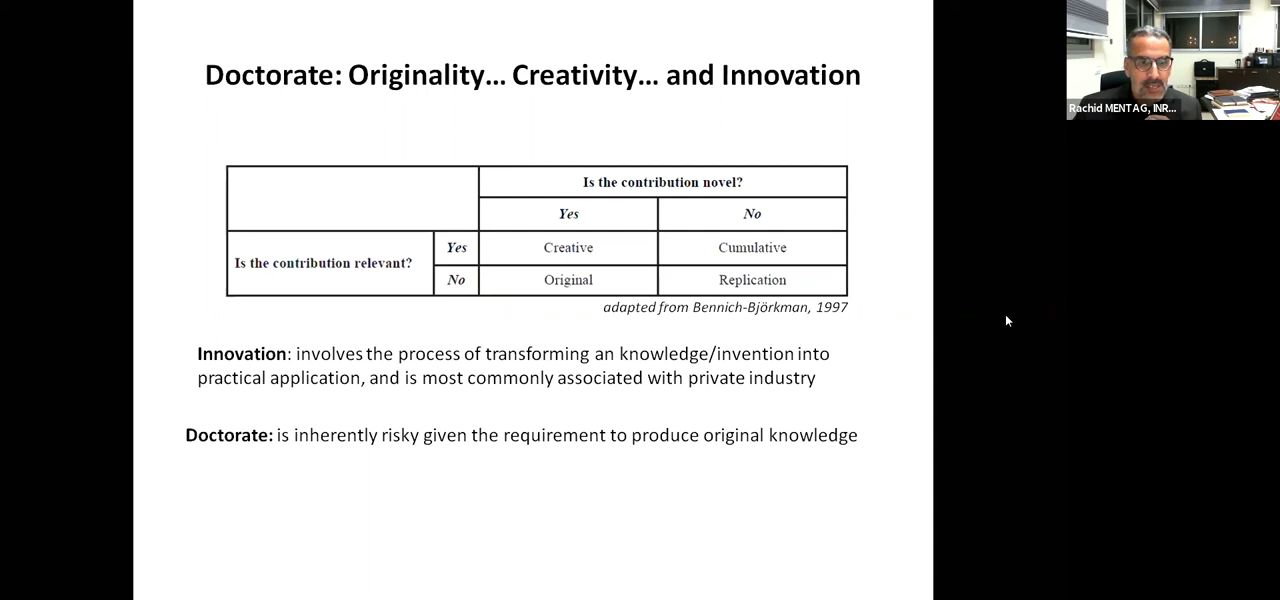 Doctorate: Originality... Creativity... and Innovation
Is the contribution novel?
Yes No
Is the contribution relevant? Yes Creative Cumulative
No Original Replication
adapted from Bennich-Björkman, 1997
Innovation: involves the process of transforming an knowledge/invention into
practical application, and is most commonly associated with private industry
Doctorate: is inherently risky given the requirement to produce original knowledge
Rachid MENTAG, INR...